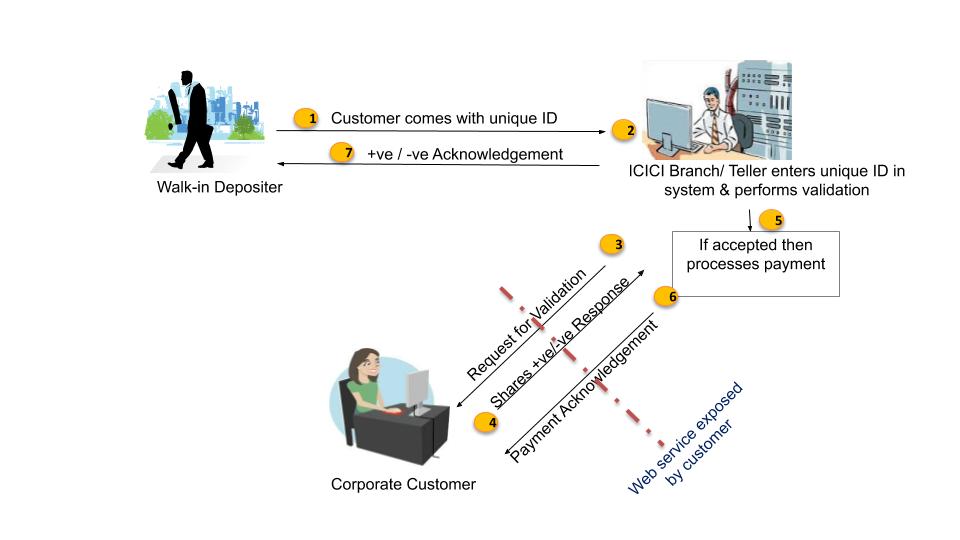 1
Customer comes with unique ID
2
7
+ve / -ve Acknowledgement
Walk-in Depositer
ICICI Branch/ Teller enters unique ID in
system & performs validation
5
If accepted then
processes payment
3
6
Request for Validation
Shares +ve/-ve Response
4
Payment Acknowledgement
Web service exposed
by customer
Corporate Customer